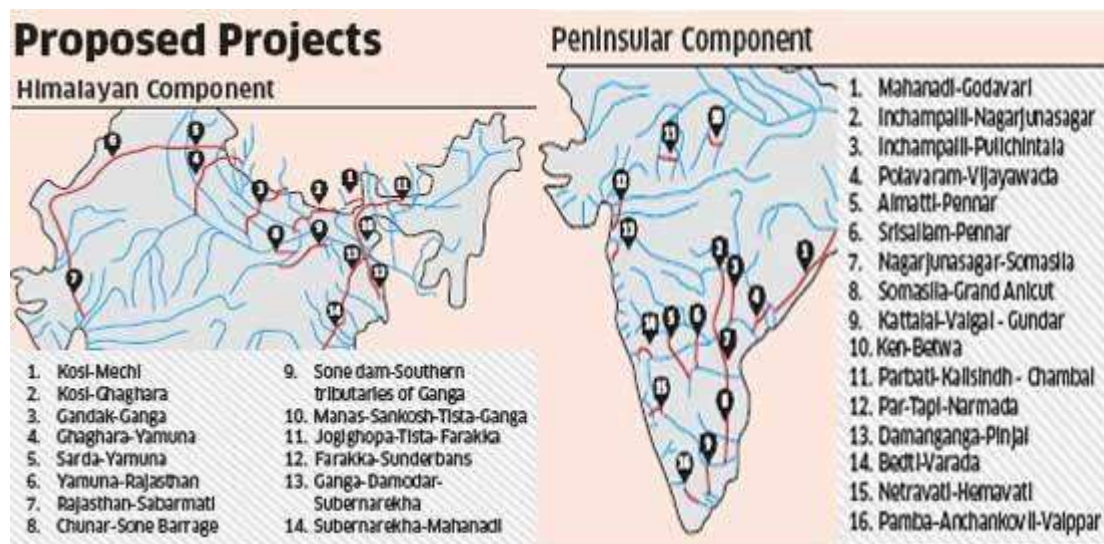 Proposed Projects
Himalayan Component
1. Kosi-Mechi
2. Kosi-Ghaghara
3. Gandak-Ganga
4. Ghaghara-Yamuna
5. Sarda-Yamuna
6. Yamuna-Rajasthan
7. Rajasthan-Sabarmati
8. Chunar-Sone Barrage
9. Sone dam-Southern
tributaries of Ganga
10. Manas-Sankosh-Tista-Ganga
11. Jogighopa-Tista-Farakka
12. Farakka-Sunderbans
13. Ganga-Damodar-
Subernarekha
14. Subernarekha-Mahanadi
Peninsular Component
1. Mahanadi-Godavari
2. Inchampalli-Nagarjunasagar
3. Inchampalli-Pulichintala
4. Polavaram-Vijayawada
5. Almatti-Pennar
6. Srisailam-Pennar
7. Nagarjunasagar-Somasila
8. Somasila-Grand Anicut
9. Kattalai-Vaigai - Gundar
10. Ken-Betwa
11. Parbati-Kalisindh - Chambal
12. Par-Tapi-Narmada
13. Damanganga-Pinjal
14. Bedti-Varada
15. Netravati-Hemavati
16. Pamba-Anchankovil-Vaippar